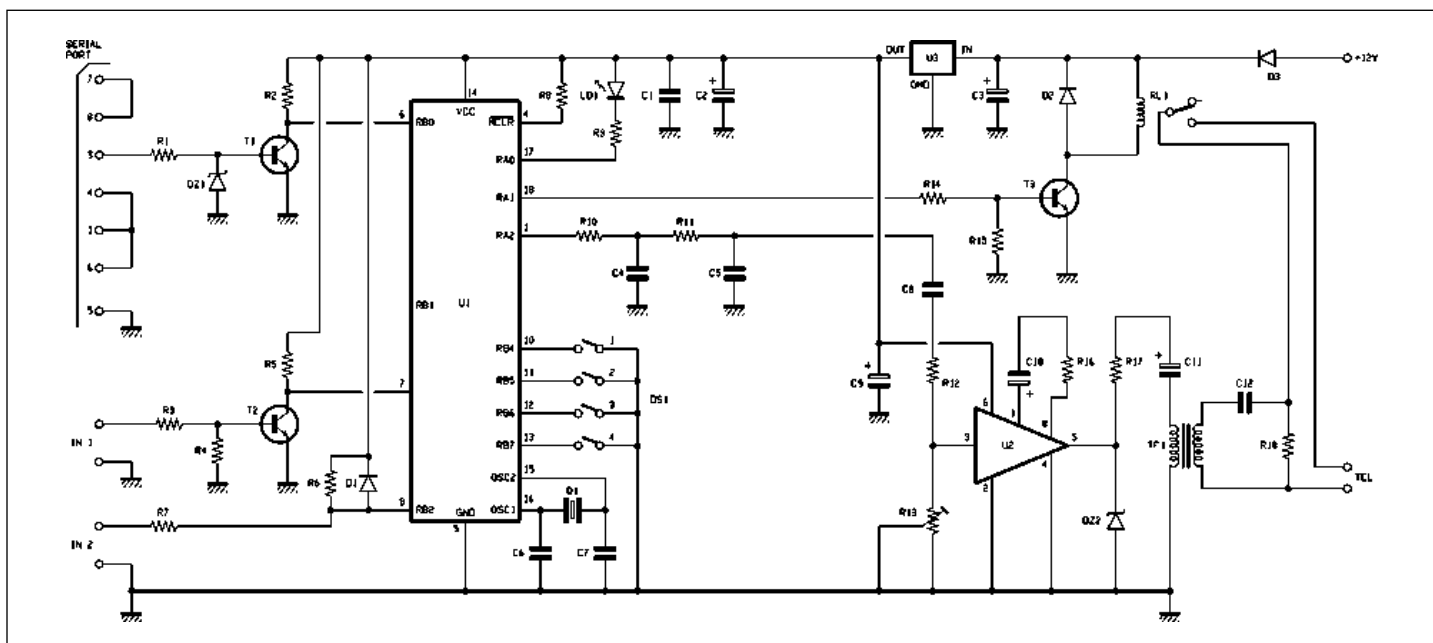 SERIAL
PORT
7
8
3
4
1
6
5
R1
DZ1
R2
T1
R5
T2
R3
R4
IN 1
IN 2
R7
R6
D1
U1
VCC
14
6
RB0
RB1
7
8
RB2
GND
5
MCLR
4
RA0
17
RA1
18
RA2
1
RB4
10
RB5
11
RB6
12
RB7
13
OSC2
15
OSC1
16
R8
LD1
R9
C1
C2
+
OUT
U3
IN
GND
C3
+
D2
RL1
D3
+12V
R14
R15
T3
R10
R11
C4
C5
C8
1
2
3
4
DS1
Q1
C6
C7
C9
+
R12
R13
U2
3
6
1
8
5
4
2
C10
+
R16
R17
DZ2
C11
+
TF1
C12
R18
TEL